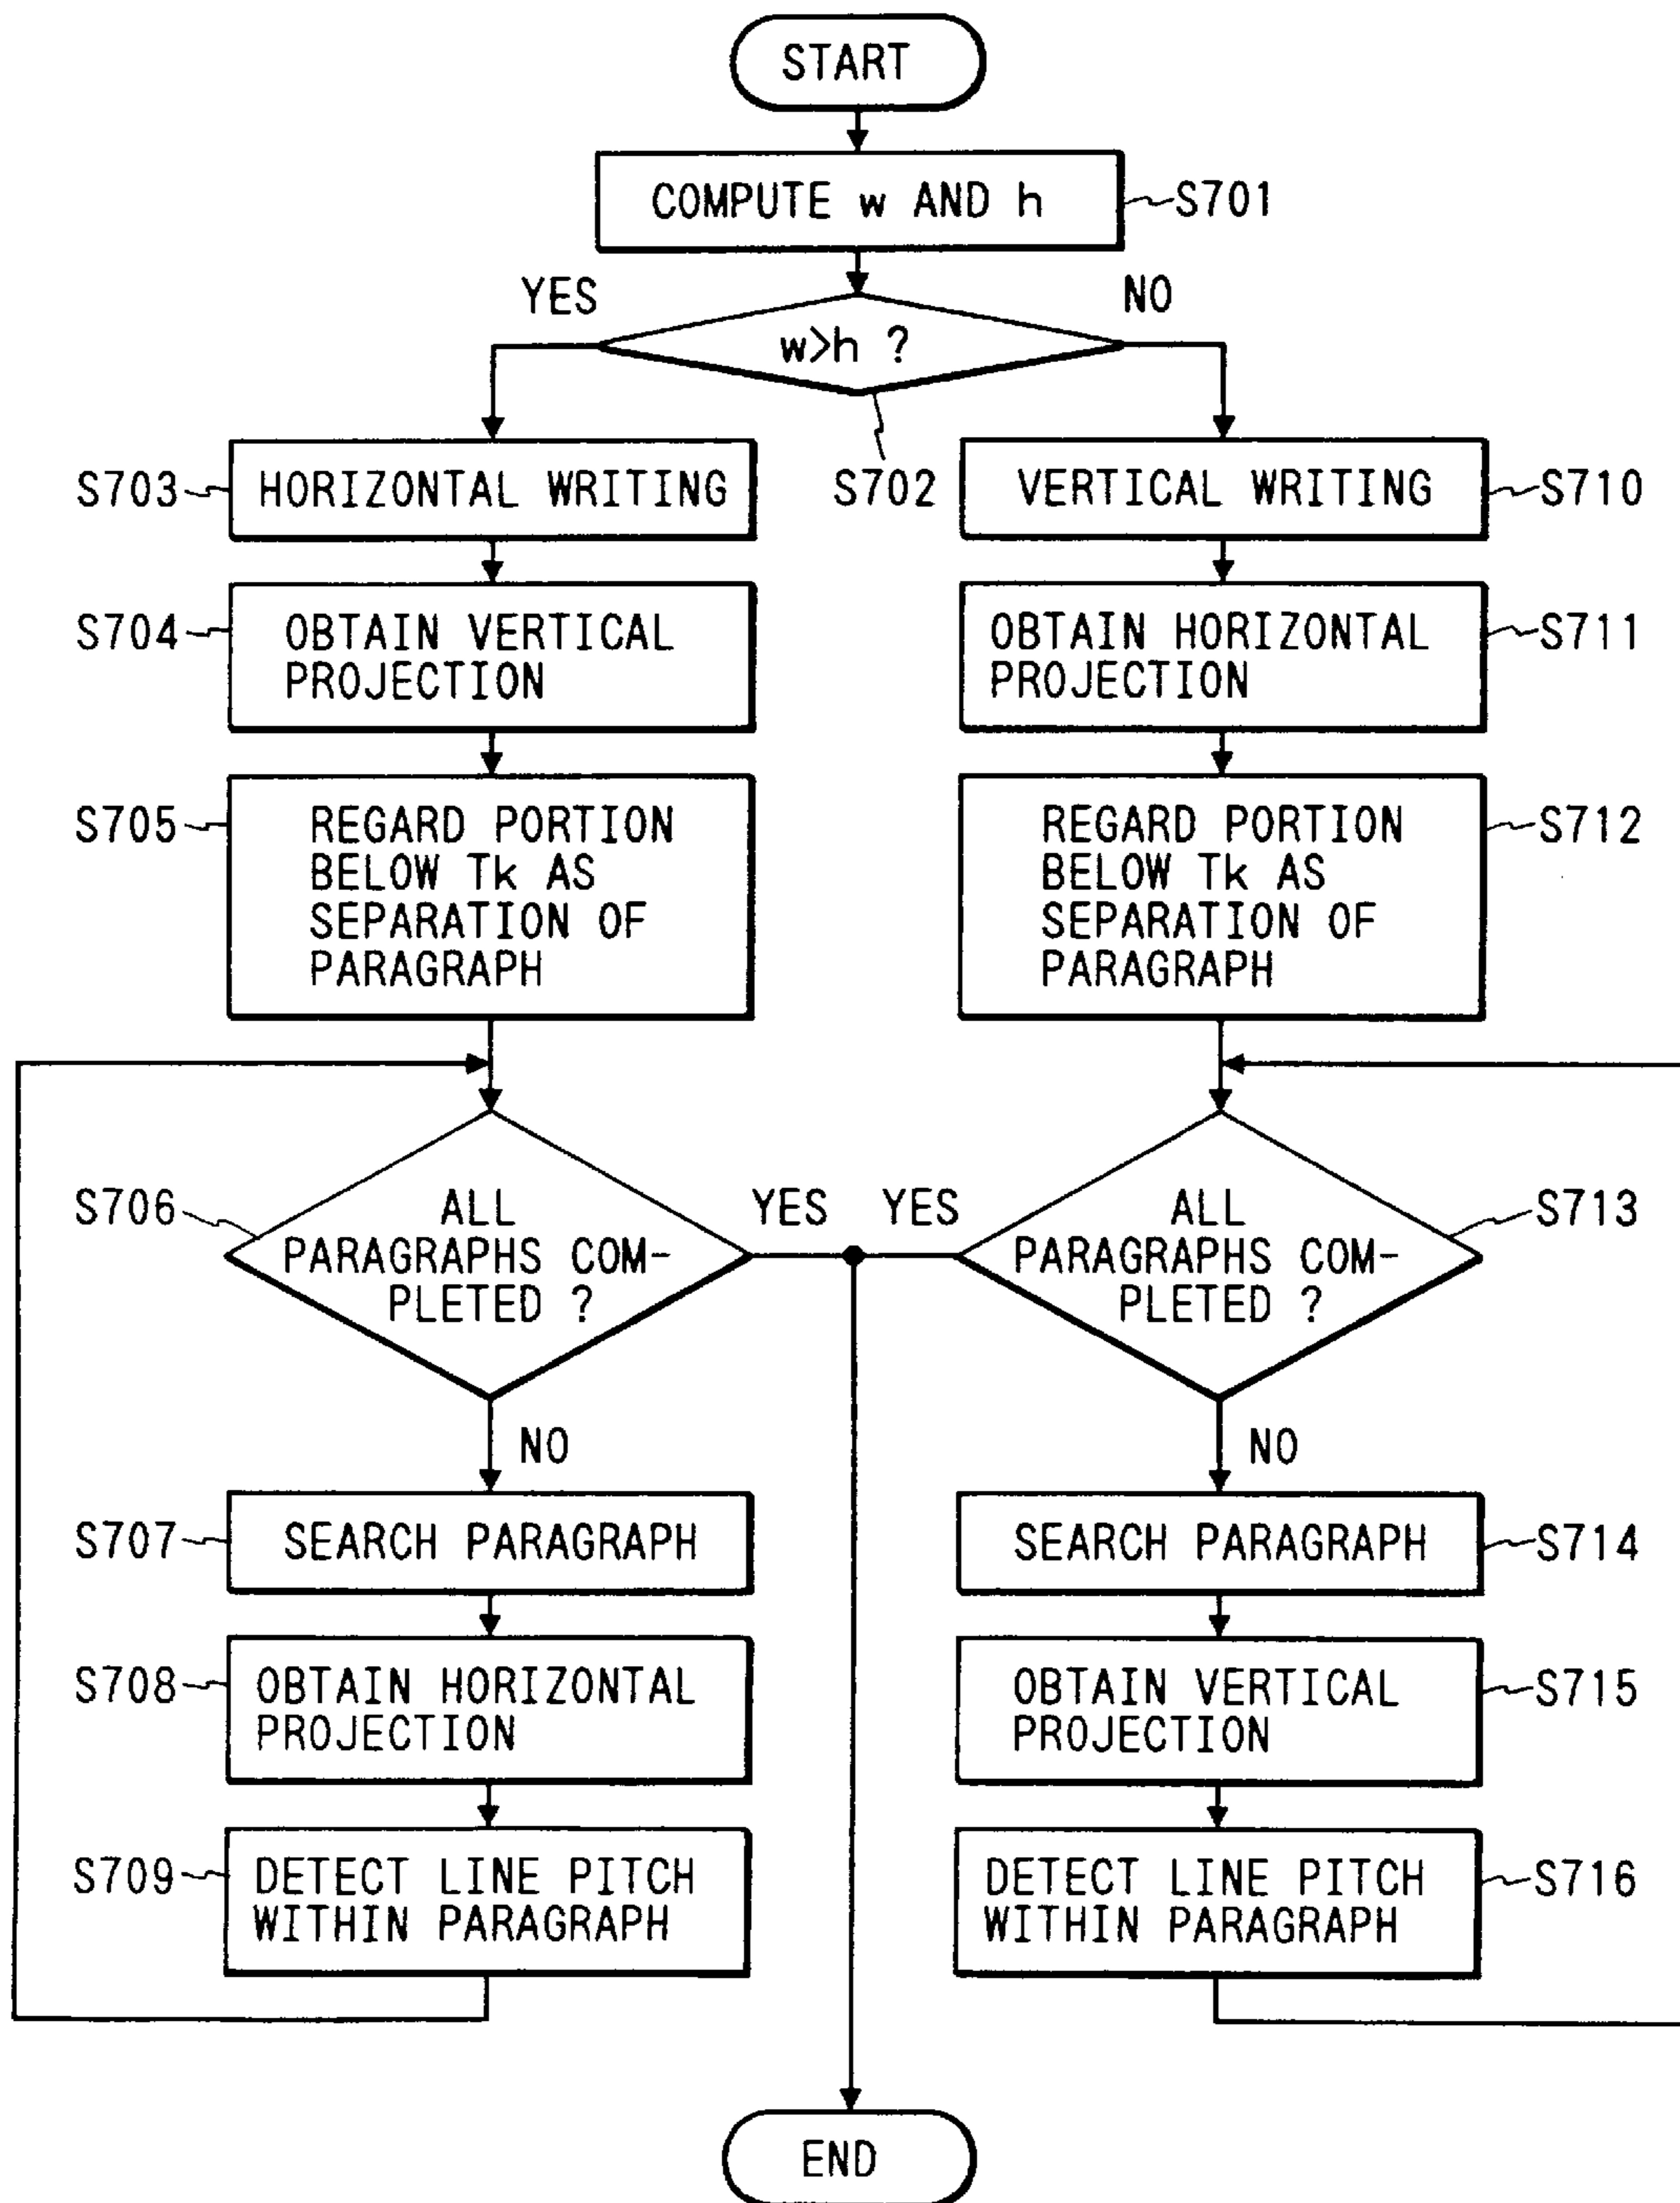 START
COMPUTE w AND h
S701
YES
NO
w>h ?
S702
S703
HORIZONTAL WRITING
VERTICAL WRITING
S710
S704
OBTAIN VERTICAL
PROJECTION
OBTAIN HORIZONTAL
PROJECTION
S711
S705
REGARD PORTION
BELOW Tk AS
SEPARATION OF
PARAGRAPH
REGARD PORTION
BELOW Tk AS
SEPARATION OF
PARAGRAPH
S712
S706
ALL
PARAGRAPHS COM-
PLETED ?
YES
YES
ALL
PARAGRAPHS COM-
PLETED ?
S713
NO
NO
S707
SEARCH PARAGRAPH
SEARCH PARAGRAPH
S714
S708
OBTAIN HORIZONTAL
PROJECTION
OBTAIN VERTICAL
PROJECTION
S715
S709
DETECT LINE PITCH
WITHIN PARAGRAPH
DETECT LINE PITCH
WITHIN PARAGRAPH
S716
END